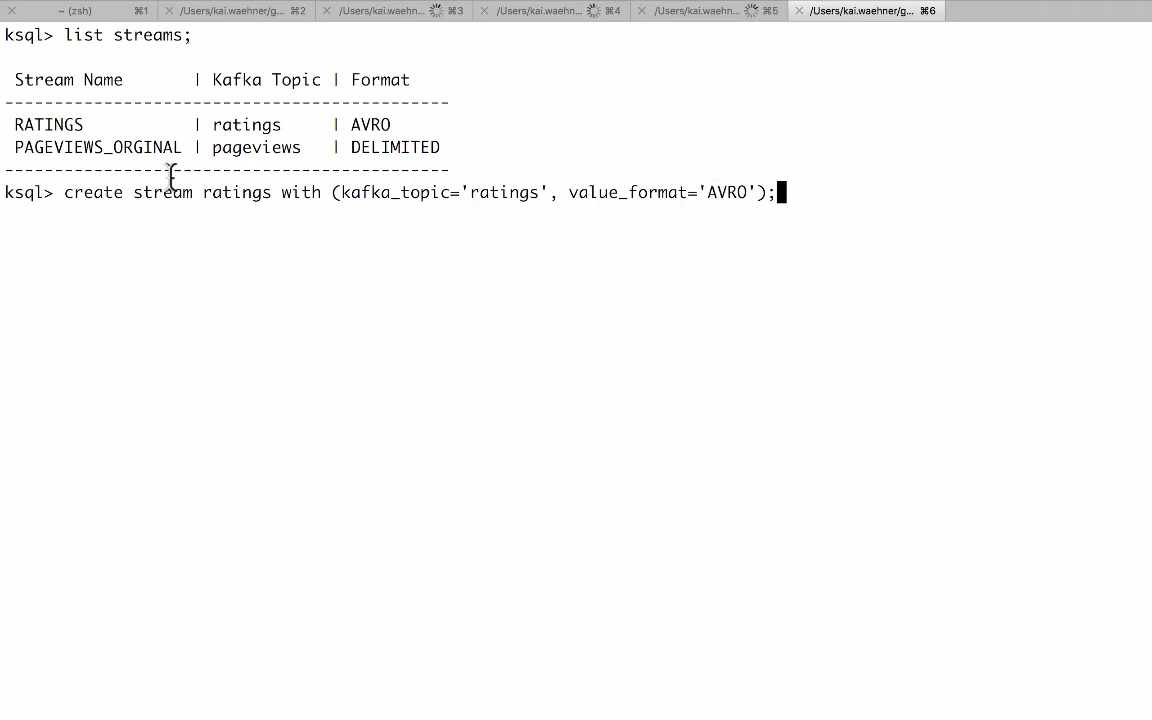 ~ (zsh) ⌘1 /Users/kai.waehner/g... ⌘2 /Users/kai.waehn... ⌘3 /Users/kai.waehn... ⌘4 /Users/kai.waehn... ⌘5 /Users/kai.waehner/g... ⌘6
ksql> list streams;
Stream Name | Kafka Topic | Format
---------------------------------------------
RATINGS | ratings | AVRO
PAGEVIEWS_ORGINAL | pageviews | DELIMITED
---------------------------------------------
ksql> create stream ratings with (kafka_topic='ratings', value_format='AVRO');